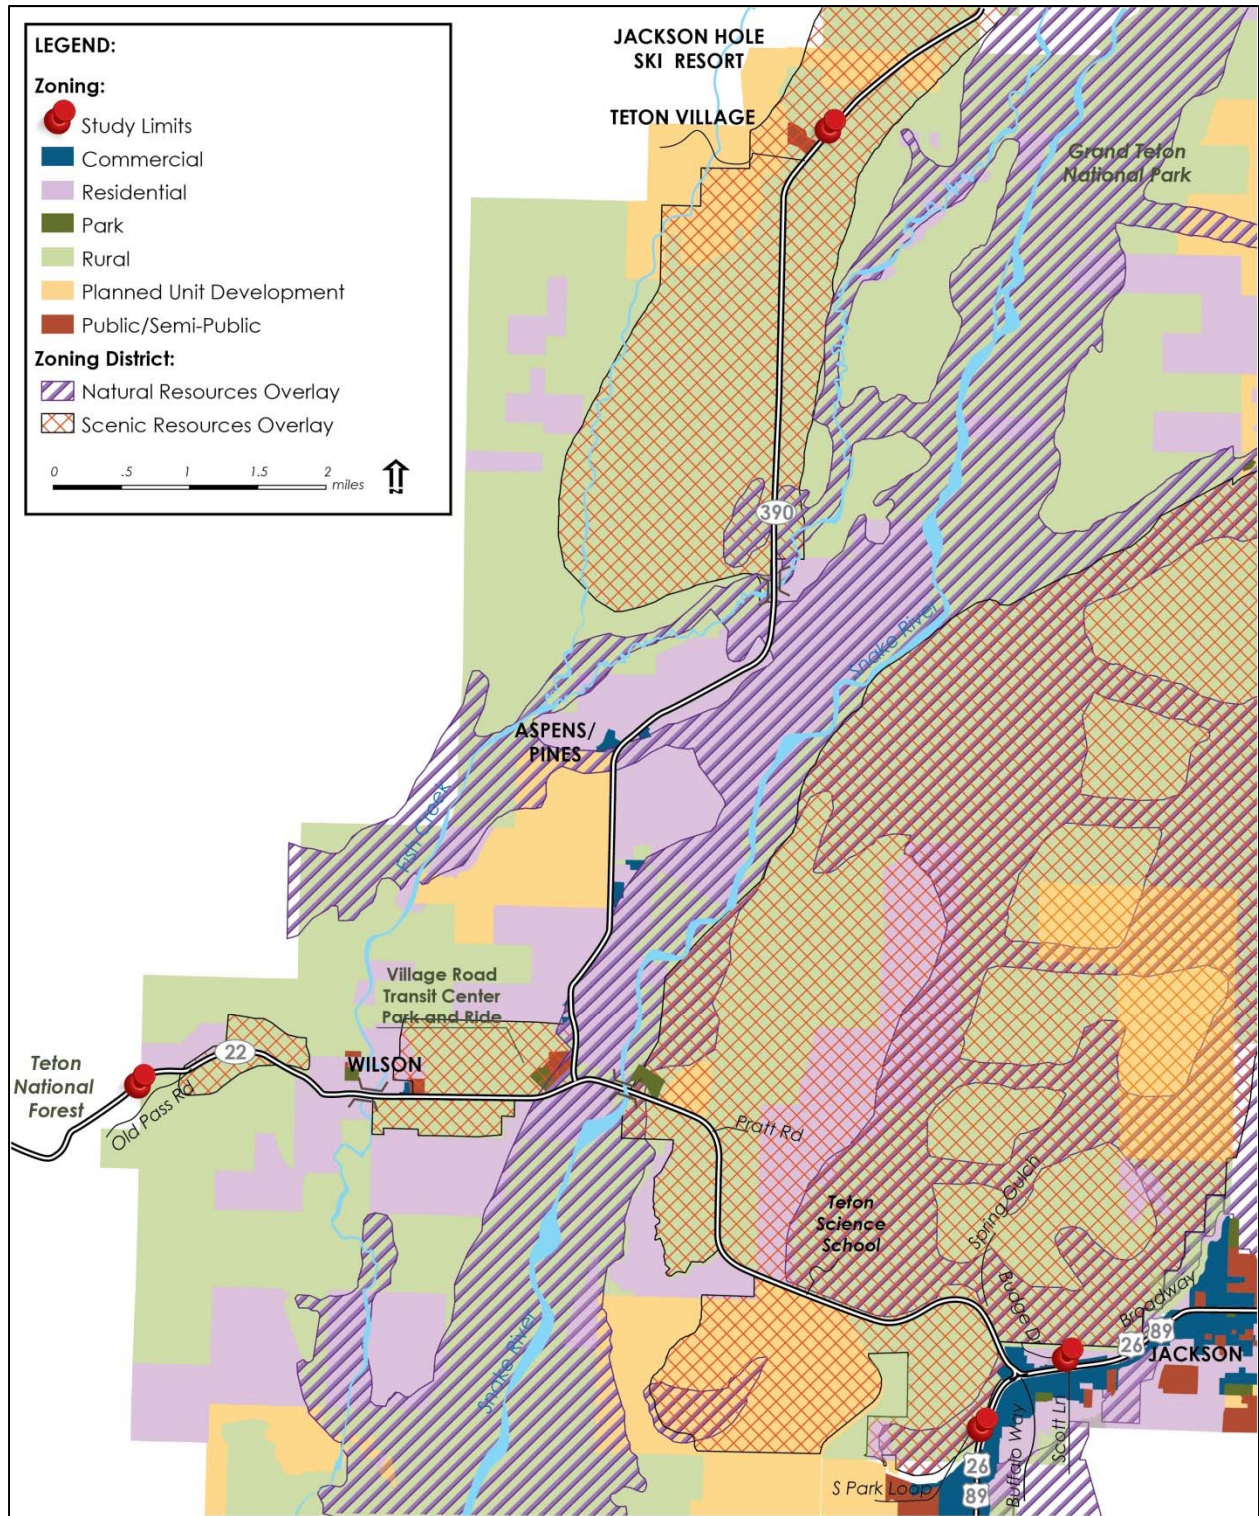 LEGEND:
Zoning:
Study Limits
Commercial
Residential
Park
Rural
Planned Unit Development
Public/Semi-Public
Zoning District:
Natural Resources Overlay
Scenic Resources Overlay
0 .5 1 1.5 2
miles
N
JACKSON HOLE
SKI RESORT
TETON VILLAGE
Grand Teton
National Park
390
Snake River
ASPENS/
PINES
Fish Creek
Village Road
Transit Center
Park and Ride
22
WILSON
Teton
National
Forest
Old Pass Rd
Pratt Rd
Teton
Science
School
Spring Gulch
Budge D
Broadway
26
89
JACKSON
Snake River
Scott Ln
Buffalo Way
26
89
S Park Loop